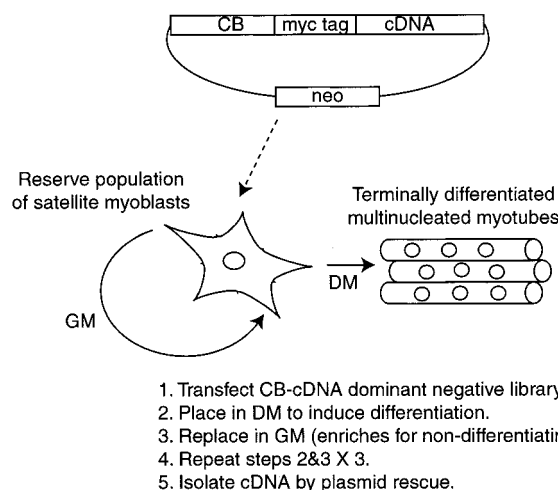 CB myc tag cDNA
neo
Reserve population
of satellite myoblasts
Terminally differentiated
multinucleated myotubes
GM
DM
1. Transfect CB-cDNA dominant negative library
2. Place in DM to induce differentiation.
3. Replace in GM (enriches for
4. Repeat steps 2&3 X 3.
5. Isolate cDNA by plasmid rescue.